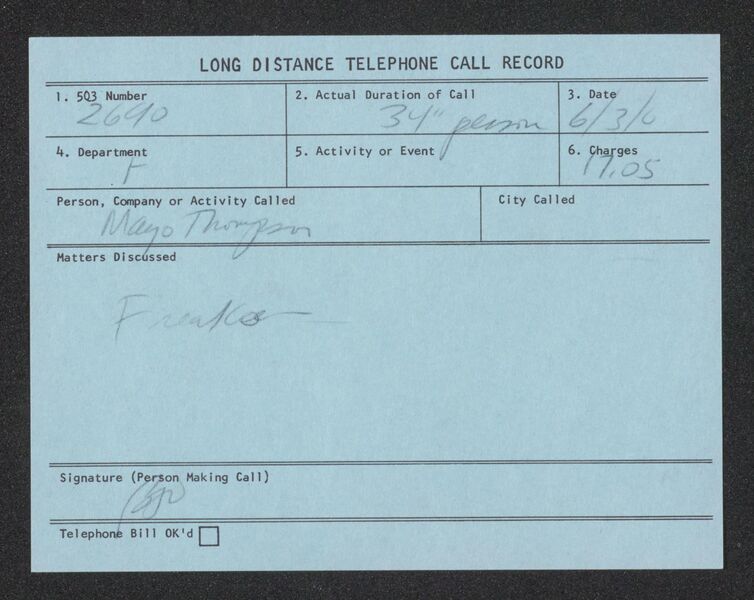 LONG DISTANCE TELEPHONE CALL RECORD
1. 503 Number
2690
2. Actual Duration of Call
34" person
3. Date
6/3/0
4. Department
F
5. Activity or Event
6. Charges
17.05
Person, Company or Activity Called
Mayo Thompson
City Called
Matters Discussed
Signature (Person Making Call)
Telephone Bill OK'd